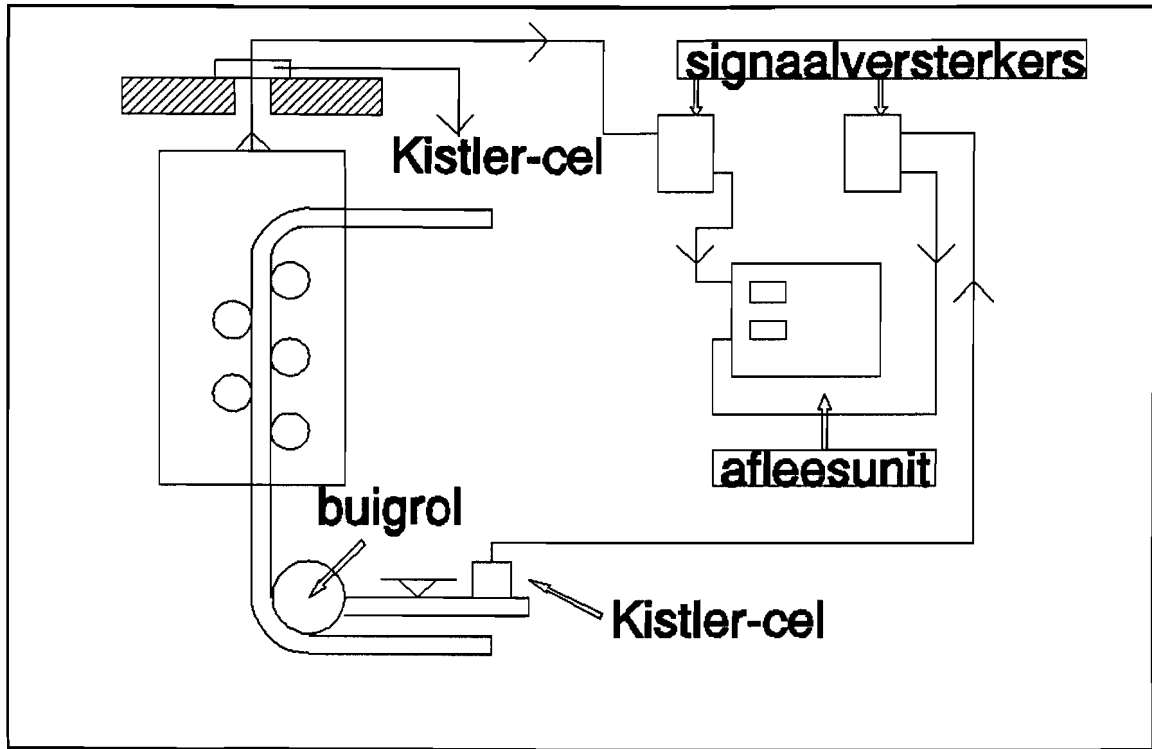 signaalversterkers
Kistler-cel
afleesunit
buigrol
Kistler-cel